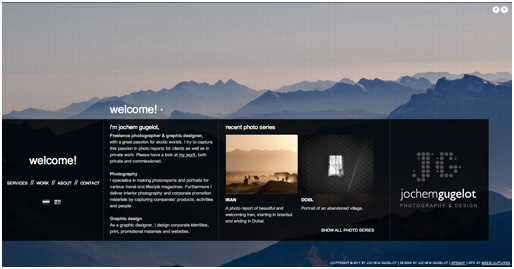 welcome! ·
welcome!
SERVICES // WORK // ABOUT // CONTACT
i'm jochem gugelot,
Freelance photographer & graphic designer,
with a great passion for exotic worlds. I try to capture
this passion in photo reports for clients as well as in
private work. Please have a look at my work, both
private and commissioned.
Photography
I specialize in making photoreports and portraits for
various travel and lifestyle magazines. Furthermore I
deliver interior photography and corporate promotion
materials by capturing companies' products, activities
and people.
Graphic design
As a graphic designer, I design corporate identities,
print, promotional materials and websites.
recent photo series
IRAN
A photo report of beautiful and
welcoming Iran, starting in Istanbul
and ending in Dubai.
DOEL
Portrait of an abandoned village.
SHOW ALL PHOTO SERIES
jochemgugelot
PHOTOGRAPHY & DESIGN
COPYRIGHT © 2011 BY JOCHEM GUGELOT | DESIGN BY JOCHEM GUGELOT | SITEMAP | SITE BY